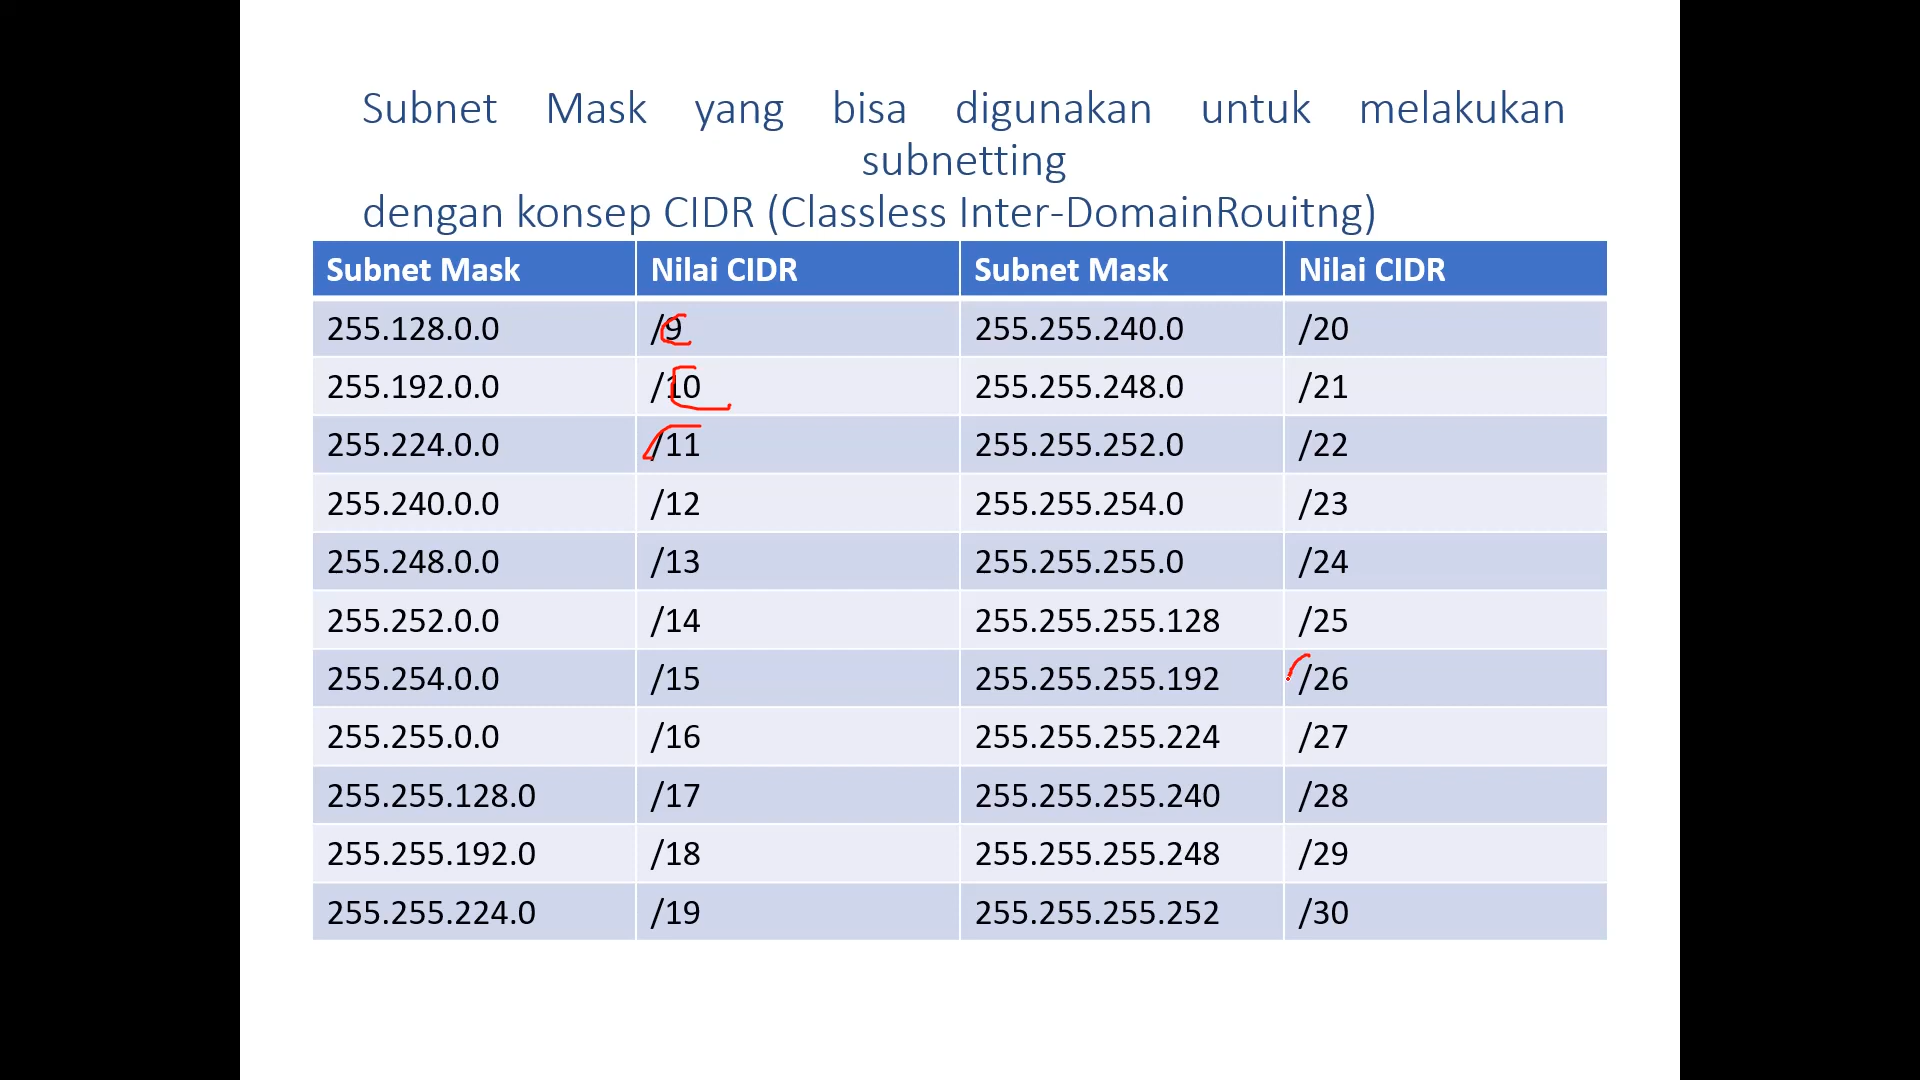 Subnet Mask yang bisa digunakan untuk melakukan
subnetting
dengan konsep CIDR (Classless Inter-DomainRouitng)
Subnet Mask Nilai CIDR Subnet Mask Nilai CIDR
255.128.0.0 /9 255.255.240.0 /20
255.192.0.0 /10 255.255.248.0 /21
255.224.0.0 /11 255.255.252.0 /22
255.240.0.0 /12 255.255.254.0 /23
255.248.0.0 /13 255.255.255.0 /24
255.252.0.0 /14 255.255.255.128 /25
255.254.0.0 /15 255.255.255.192 /26
255.255.0.0 /16 255.255.255.224 /27
255.255.128.0 /17 255.255.255.240 /28
255.255.192.0 /18 255.255.255.248 /29
255.255.224.0 /19 255.255.255.252 /30